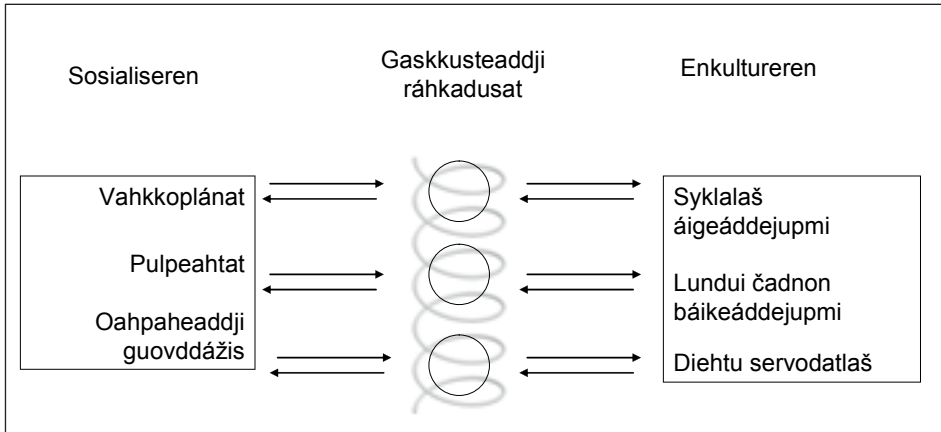 Sosialiseren
Gaskkusteaddji
ráhkadusat
Enkultureren
Vahkkoplánat
Pulpeahtat
Oahpaheaddji
guovddážis
Syklalaš
áigeáddejupmi
Lundui čadnon
báikeáddejupmi
Diehtu servodatlaš